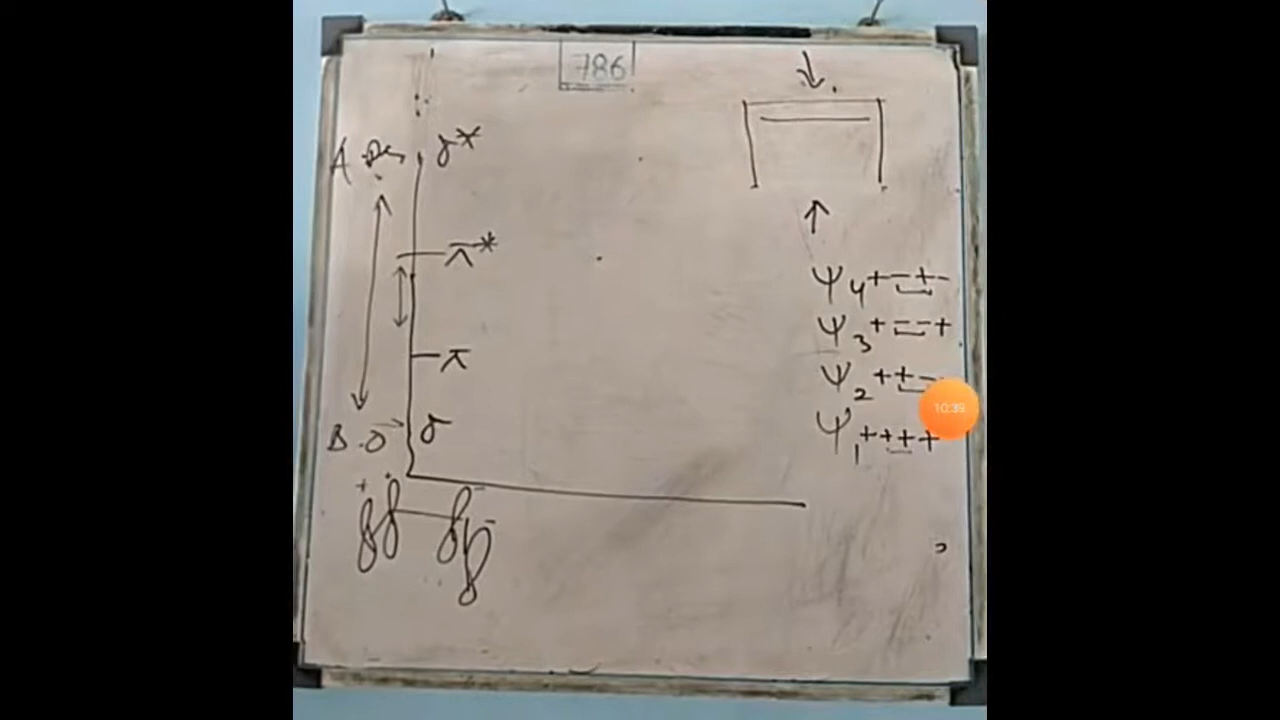 786
σ*
π*
π
B.O σ
+ + - -
ψ4 + - + -
ψ3 + - - +
ψ2 + + - -
ψ1 + + + +
10:39